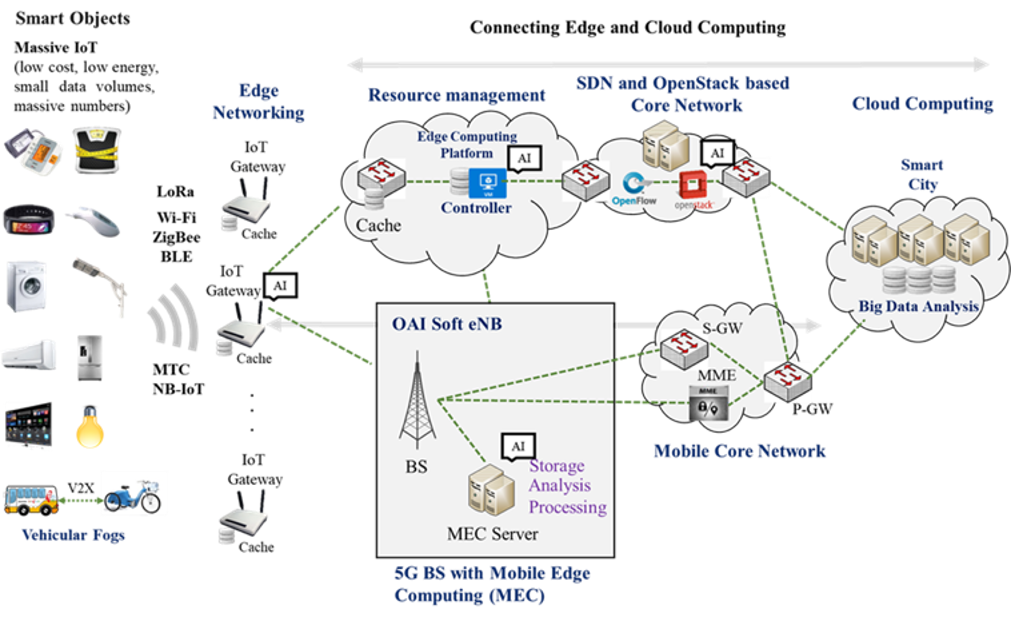 Smart Objects
Massive IoT
(low cost, low energy,
small data volumes,
massive numbers)
LoRa
Wi-Fi
ZigBee
BLE
MTC
NB-IoT
V2X
Vehicular Fogs
Edge
Networking
IoT
Gateway
Cache
IoT
Gateway
AI
Cache
.
.
.
IoT
Gateway
Cache
Connecting Edge and Cloud Computing
Resource management
Edge Computing
Platform
AI
VM
Controller
Cache
SDN and OpenStack based
Core Network
AI
OpenFlow
openstack
Cloud Computing
Smart
City
Big Data Analysis
OAI Soft eNB
BS
AI
Storage
Analysis
Processing
MEC Server
5G BS with Mobile Edge
Computing (MEC)
S-GW
MME
MME
P-GW
Mobile Core Network